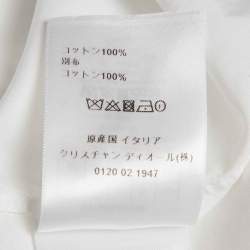 コットン100%
別布
コットン100%
原産国 イタリア
クリスチャン ディオール(株)
0120 02 1947